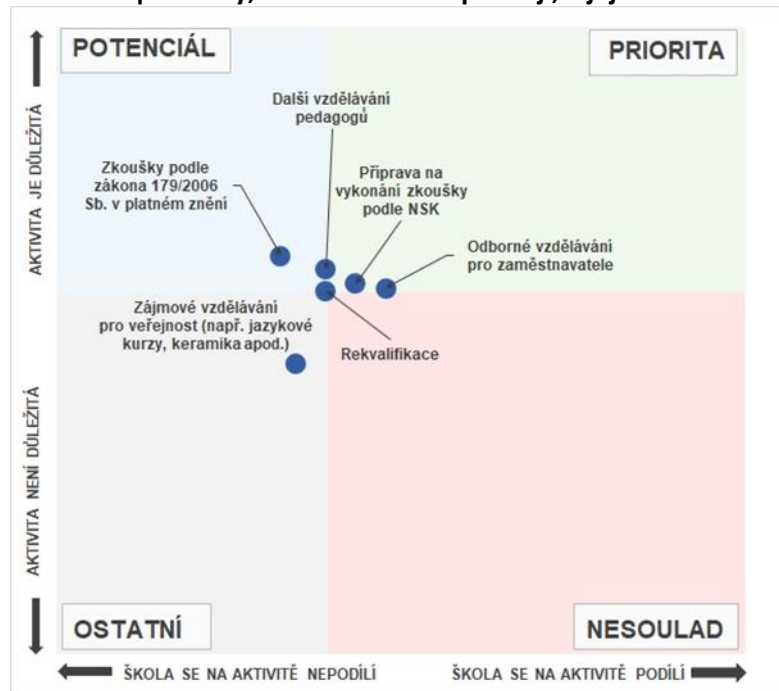 POTENCIÁL
PRIORITA
Další vzdělávání
pedagogů
Zkoušky podle
zákona 179/2006
Sb. v platném znění
Příprava na
vykonání zkoušky
podle NSK
Odborné vzdělávání
pro zaměstnavatele
Zájmové vzdělávání
pro veřejnost (např. jazykové
kurzy, keramika apod.)
Rekvalifikace
AKTIVITA JE DŮLEŽITÁ
AKTIVITA NENÍ DŮLEŽITÁ
OSTATNÍ
NESOULAD
ŠKOLA SE NA AKTIVITĚ NEPODÍLÍ
ŠKOLA SE NA AKTIVITĚ PODÍLÍ